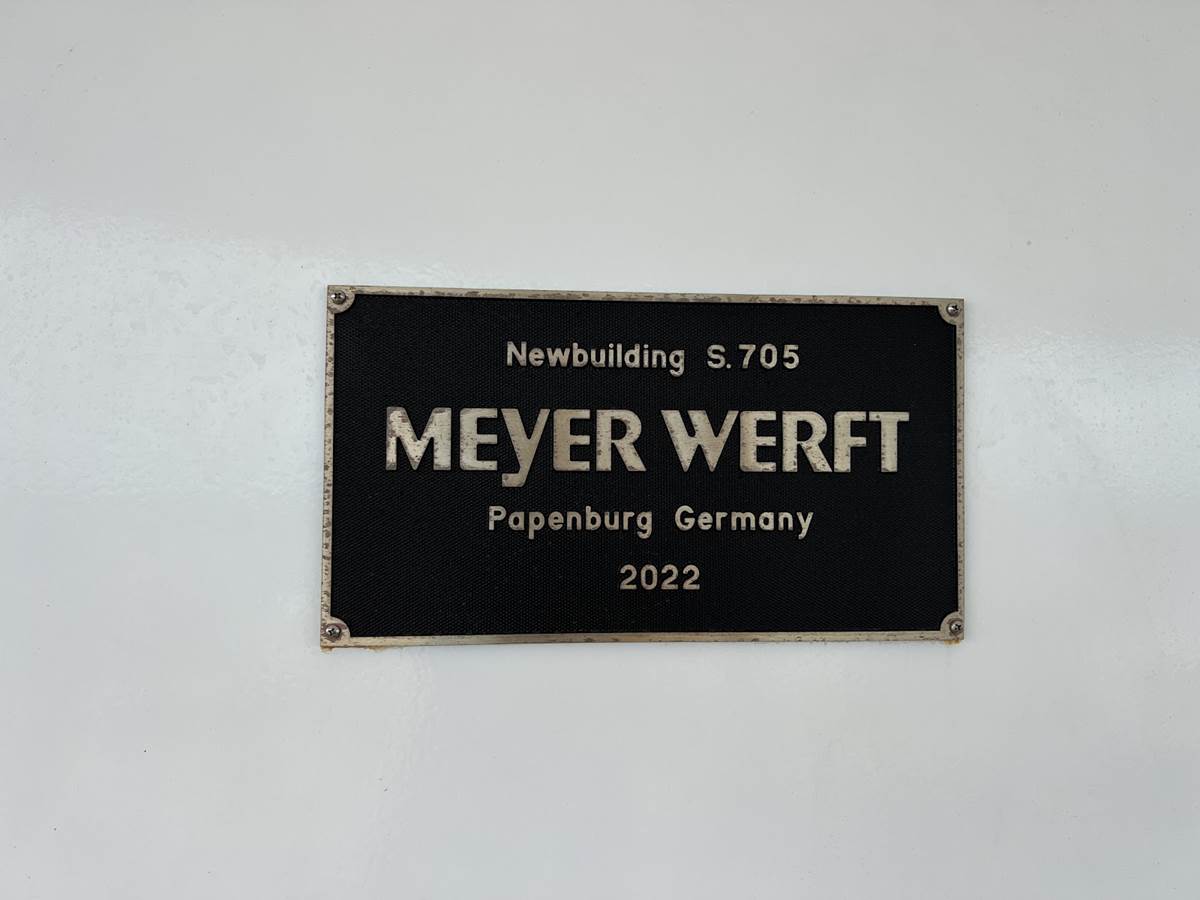 Newbuilding S.705
MEYER WERFT
Papenburg Germany
2022